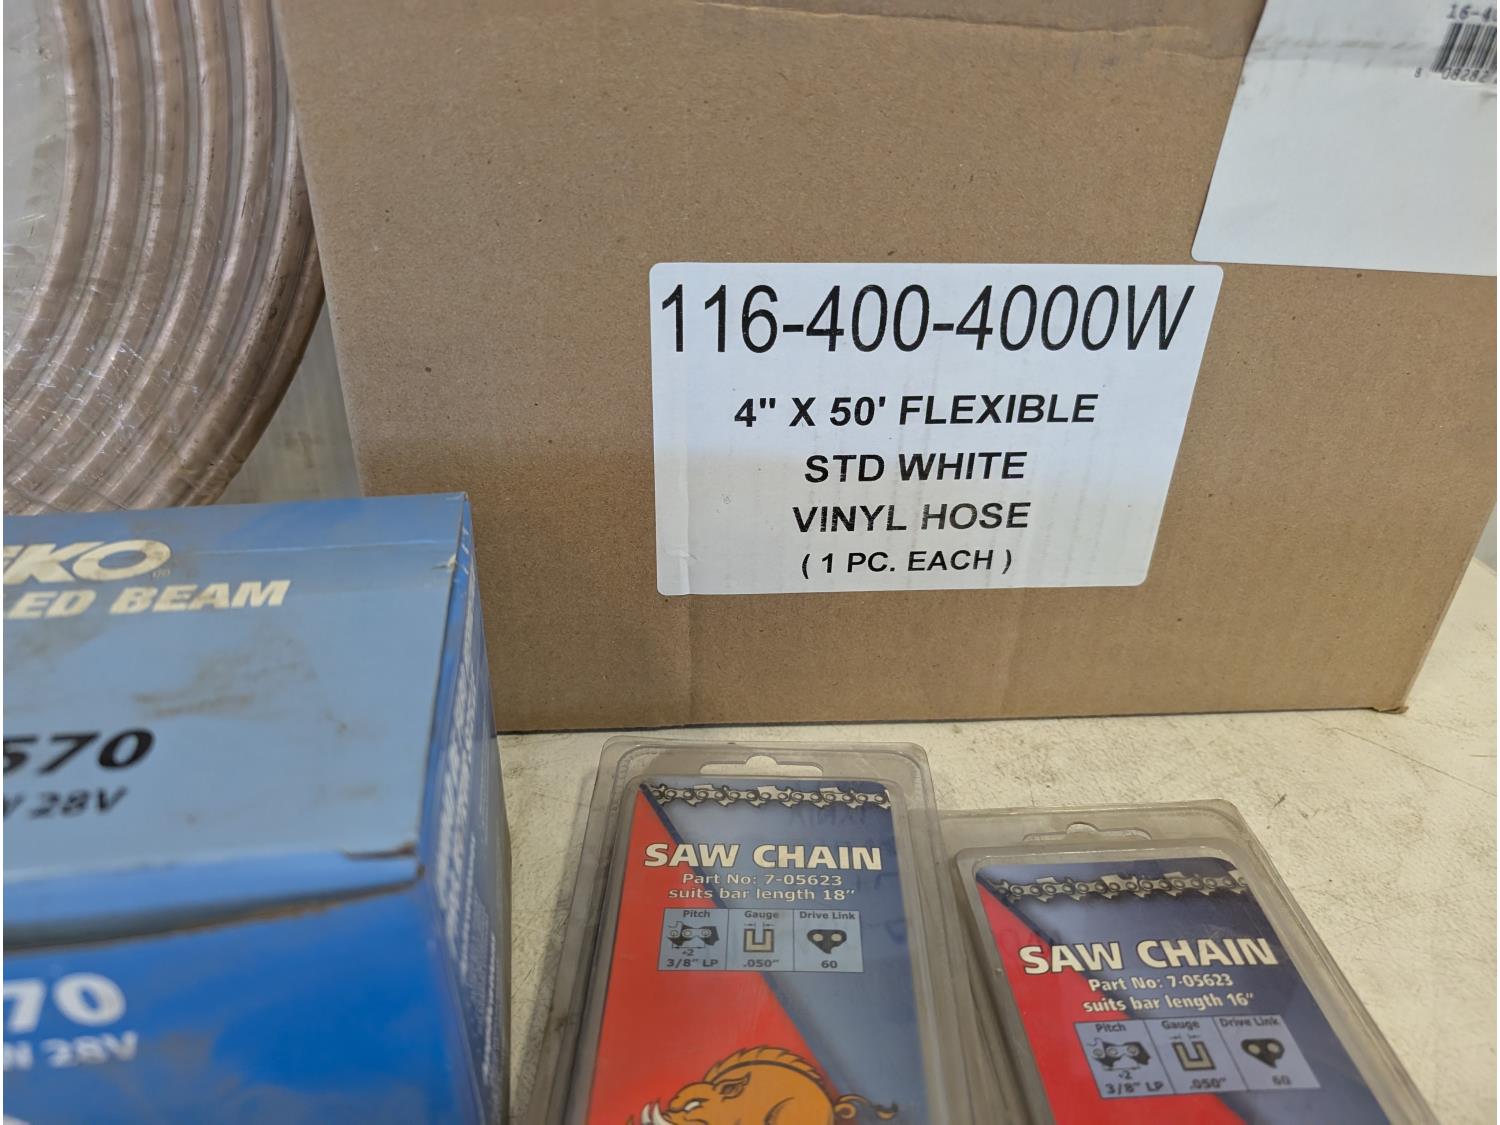 116-400-4000W
4" X 50' FLEXIBLE
STD WHITE
VINYL HOSE
( 1 PC. EACH )
LED BEAM
570
28V
70
28V
SAW CHAIN
Part No: 7-05623
suits bar length 18"
Pitch Gauge Drive Link
3/8" LP .050" 60
SAW CHAIN
Part No: 7-05623
suits bar length 16"
Pitch Gauge Drive Link
3/8" LP .050" 60